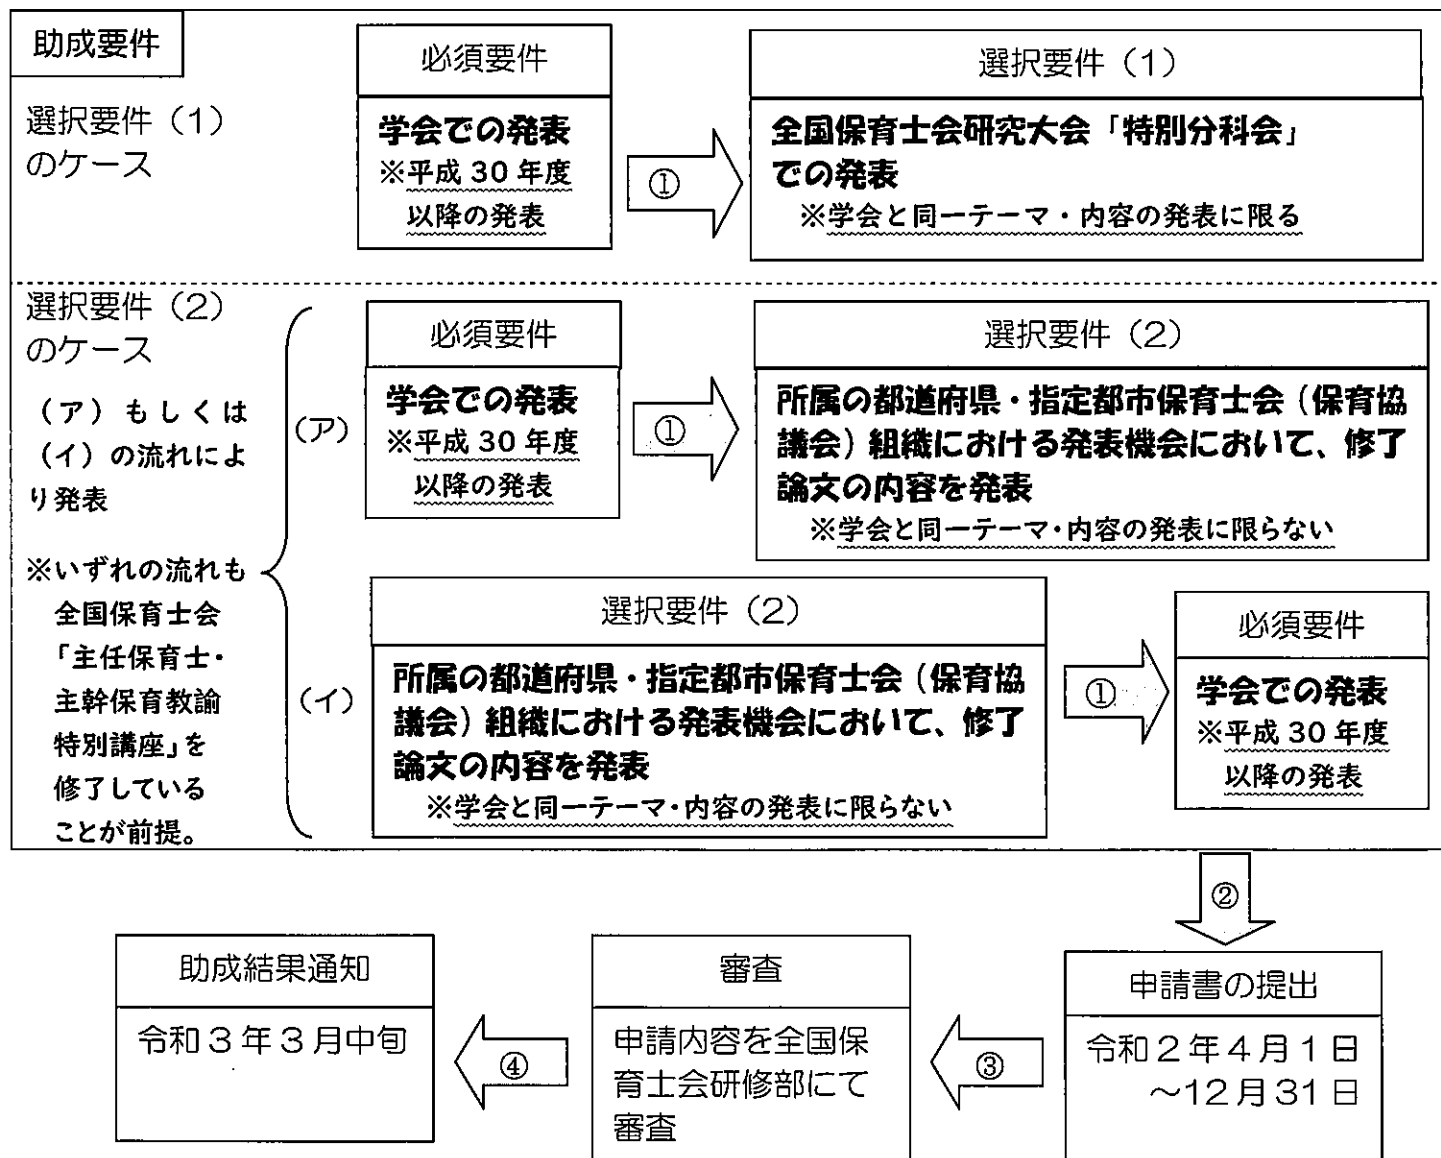 助成要件
選択要件（１）
のケース
必須要件
学会での発表
※平成30年度
以降の発表
①
選択要件（１）
全国保育士会研究大会「特別分科会」
での発表
※学会と同一テーマ・内容の発表に限る
選択要件（２）
のケース
（ア）もしくは
（イ）の流れによ
り発表
※いずれの流れも
全国保育士会
「主任保育士・
主幹保育教諭
特別講座」を
修了している
ことが前提。
（ア）
必須要件
学会での発表
※平成30年度
以降の発表
①
選択要件（２）
所属の都道府県・指定都市保育士会（保育協
議会）組織における発表機会において、修了
論文の内容を発表
※学会と同一テーマ・内容の発表に限らない
（イ）
選択要件（２）
所属の都道府県・指定都市保育士会（保育協
議会）組織における発表機会において、修了
論文の内容を発表
※学会と同一テーマ・内容の発表に限らない
①
必須要件
学会での発表
※平成30年度
以降の発表
②
申請書の提出
令和２年４月１日
～12月31日
③
審査
申請内容を全国保
育士会研修部にて
審査
④
助成結果通知
令和３年３月中旬